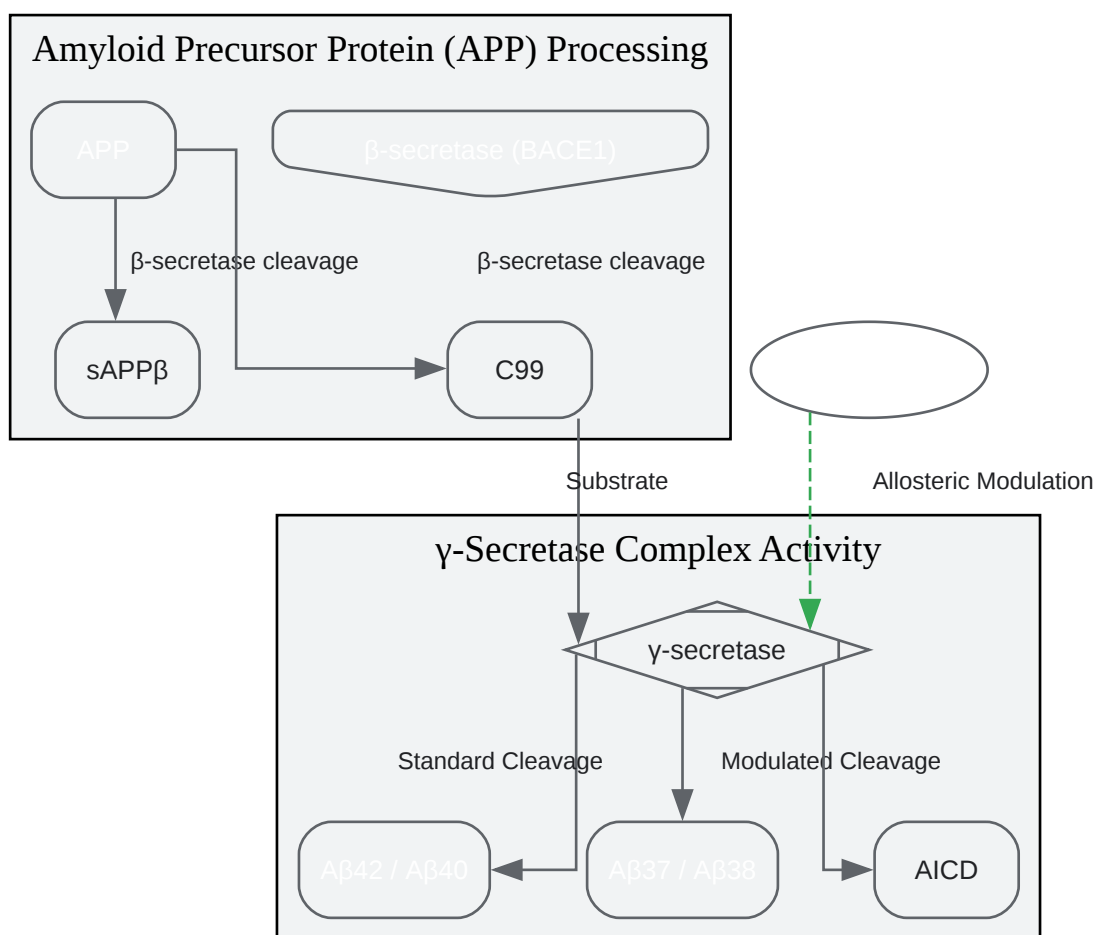 Amyloid Precursor Protein (APP) Processing
APP
β-secretase (BACE1)
β-secretase cleavage
β-secretase cleavage
sAPPβ
C99
Substrate
Allosteric Modulation
γ-Secretase Complex Activity
γ-secretase
Standard Cleavage
Modulated Cleavage
Aβ42 / Aβ40
Aβ37 / Aβ38
AICD